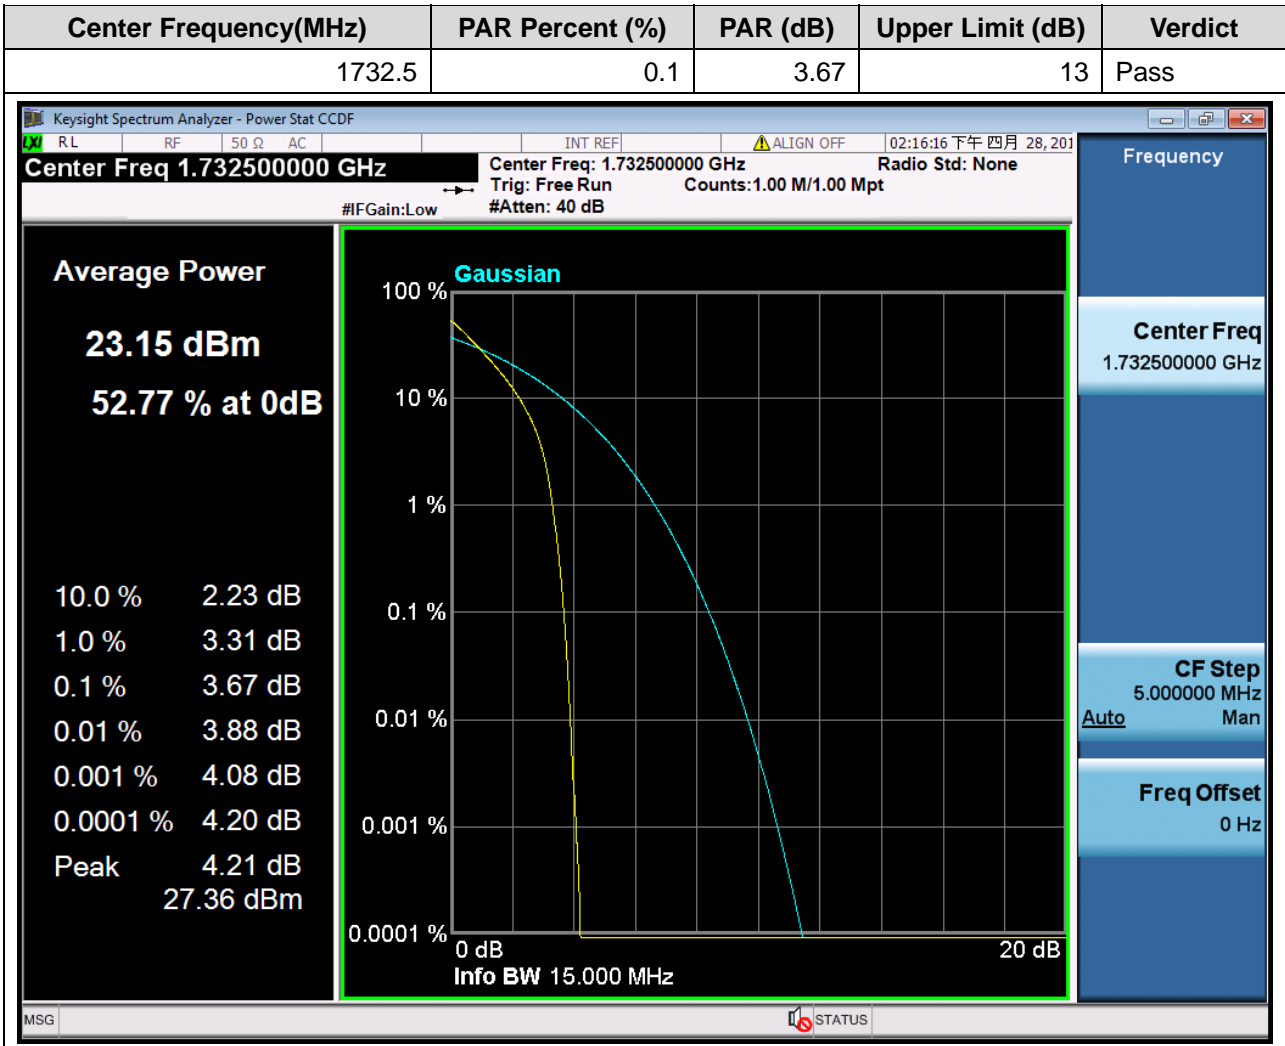 Center Frequency(MHz) PAR Percent (%) PAR (dB) Upper Limit (dB) Verdict
1732.5 0.1 3.67 13 Pass
Keysight Spectrum Analyzer - Power Stat CCDF
LXI RL RF 50 Ω AC INT REF ALIGN OFF 02:16:16 下午 四月 28, 201
Center Freq 1.732500000 GHz
Center Freq: 1.732500000 GHz Radio Std: None
Trig: Free Run Counts:1.00 M/1.00 Mpt
#IFGain:Low #Atten: 40 dB
Average Power
23.15 dBm
52.77 % at 0dB
10.0 % 2.23 dB
1.0 % 3.31 dB
0.1 % 3.67 dB
0.01 % 3.88 dB
0.001 % 4.08 dB
0.0001 % 4.20 dB
Peak 4.21 dB
27.36 dBm
Gaussian
100 %
10 %
1 %
0.1 %
0.01 %
0.001 %
0.0001 %
0 dB 20 dB
Info BW 15.000 MHz
Frequency
Center Freq
1.732500000 GHz
CF Step
5.000000 MHz
Auto Man
Freq Offset
0 Hz
MSG STATUS